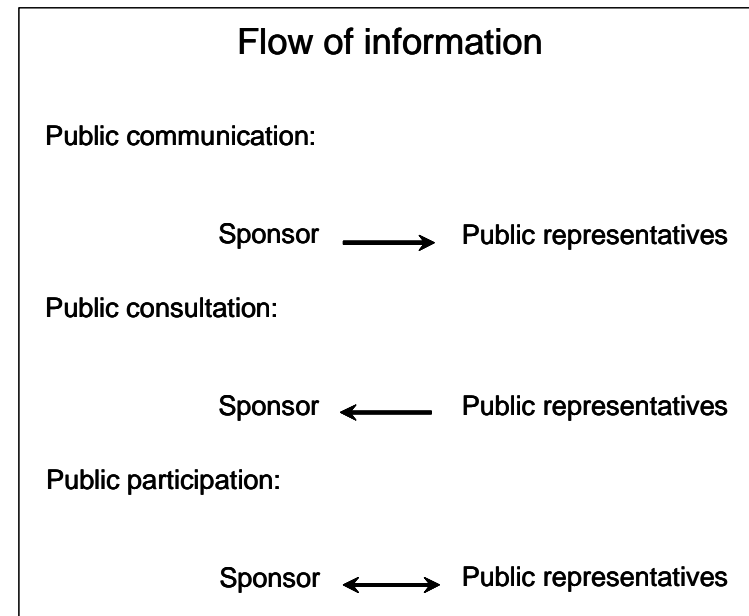 Flow of information
Public communication:
Sponsor Public representatives
Public consultation:
Sponsor Public representatives
Public participation:
Sponsor Public representatives